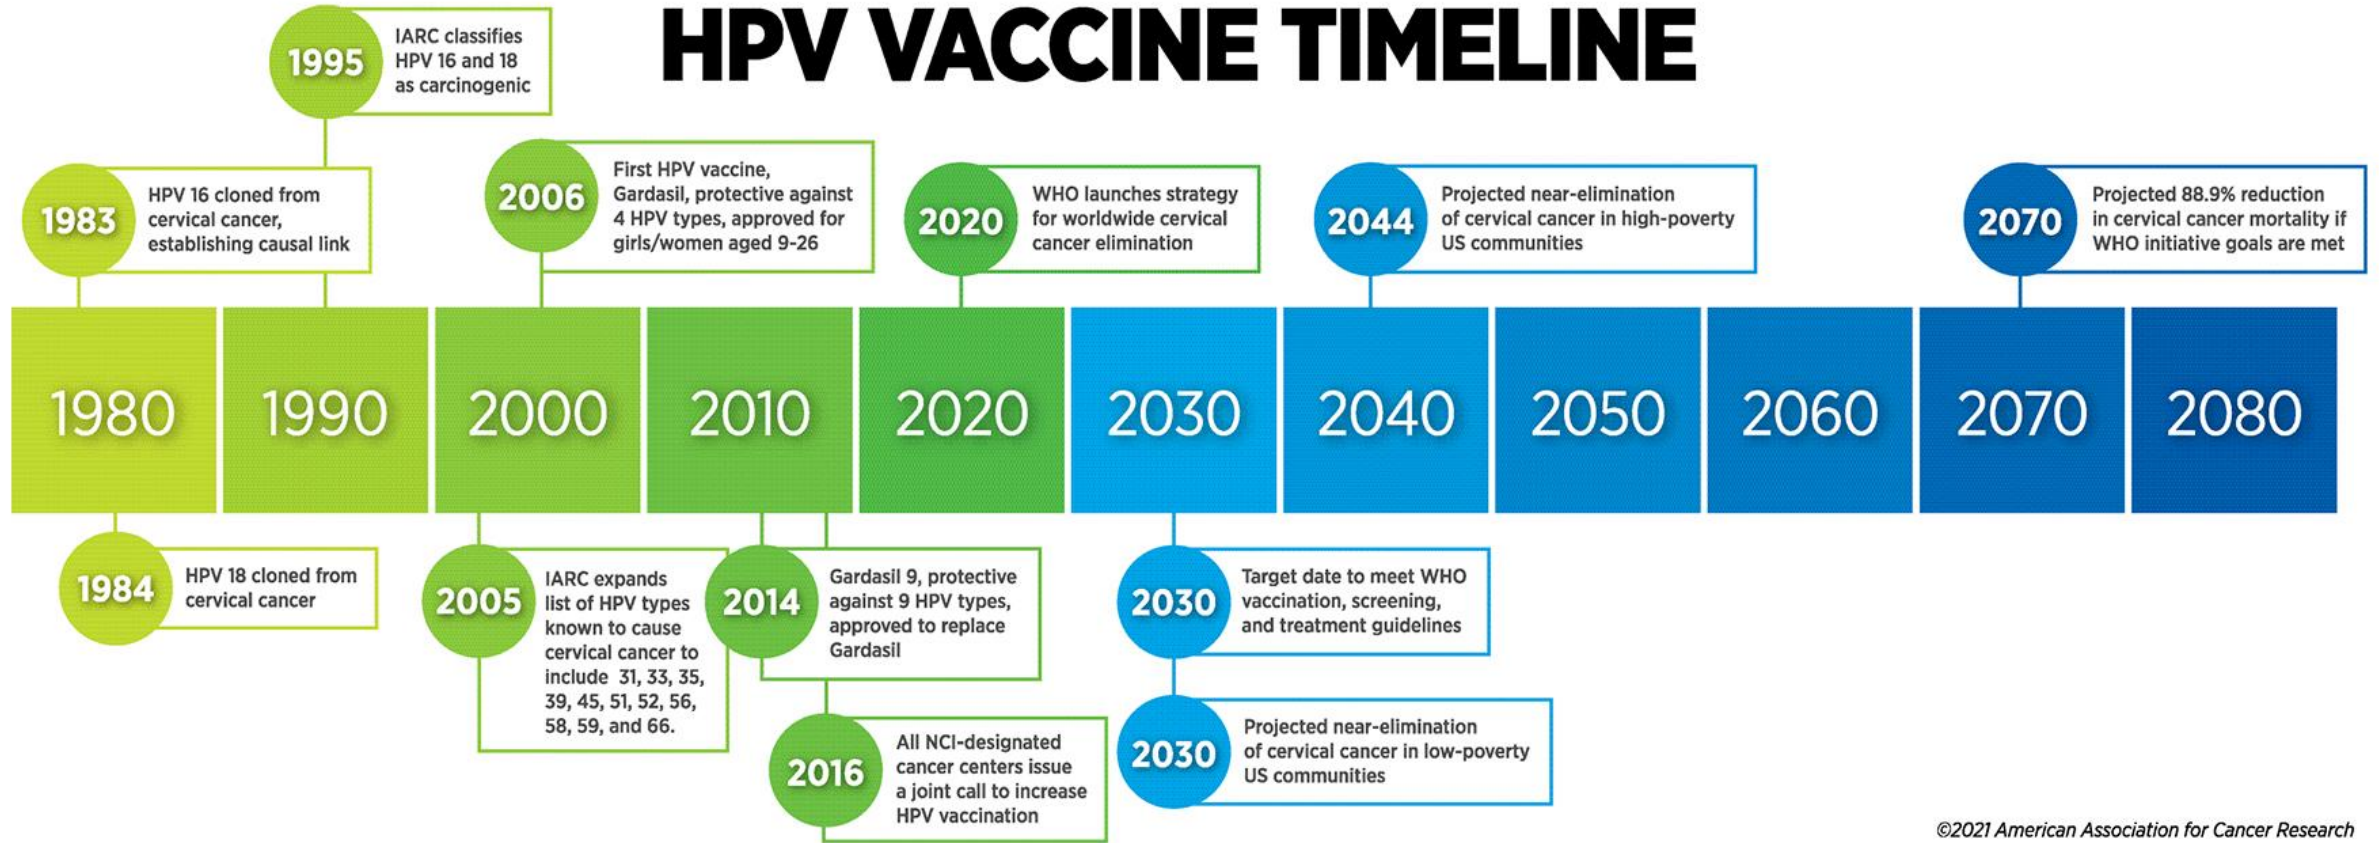 HPV VACCINE TIMELINE
1995
IARC classifies
HPV 16 and 18
as carcinogenic
1983
HPV 16 cloned from
cervical cancer,
establishing causal link
2006
First HPV vaccine,
Gardasil, protective against
4 HPV types, approved for
girls/women aged 9-26
2020
WHO launches strategy
for worldwide cervical
cancer elimination
2044
Projected near-elimination
of cervical cancer in high-poverty
US communities
2070
Projected 88.9% reduction
in cervical cancer mortality if
WHO initiative goals are met
1980
1990
2000
2010
2020
2030
2040
2050
2060
2070
2080
1984
HPV 18 cloned from
cervical cancer
2005
IARC expands
list of HPV types
known to cause
cervical cancer to
include 31, 33, 35,
39, 45, 51, 52, 56,
58, 59, and 66.
2014
Gardasil 9, protective
against 9 HPV types,
approved to replace
Gardasil
2016
All NCI-designated
cancer centers issue
a joint call to increase
HPV vaccination
2030
Target date to meet WHO
vaccination, screening,
and treatment guidelines
2030
Projected near-elimination
of cervical cancer in low-poverty
US communities
©2021 American Association for Cancer Research